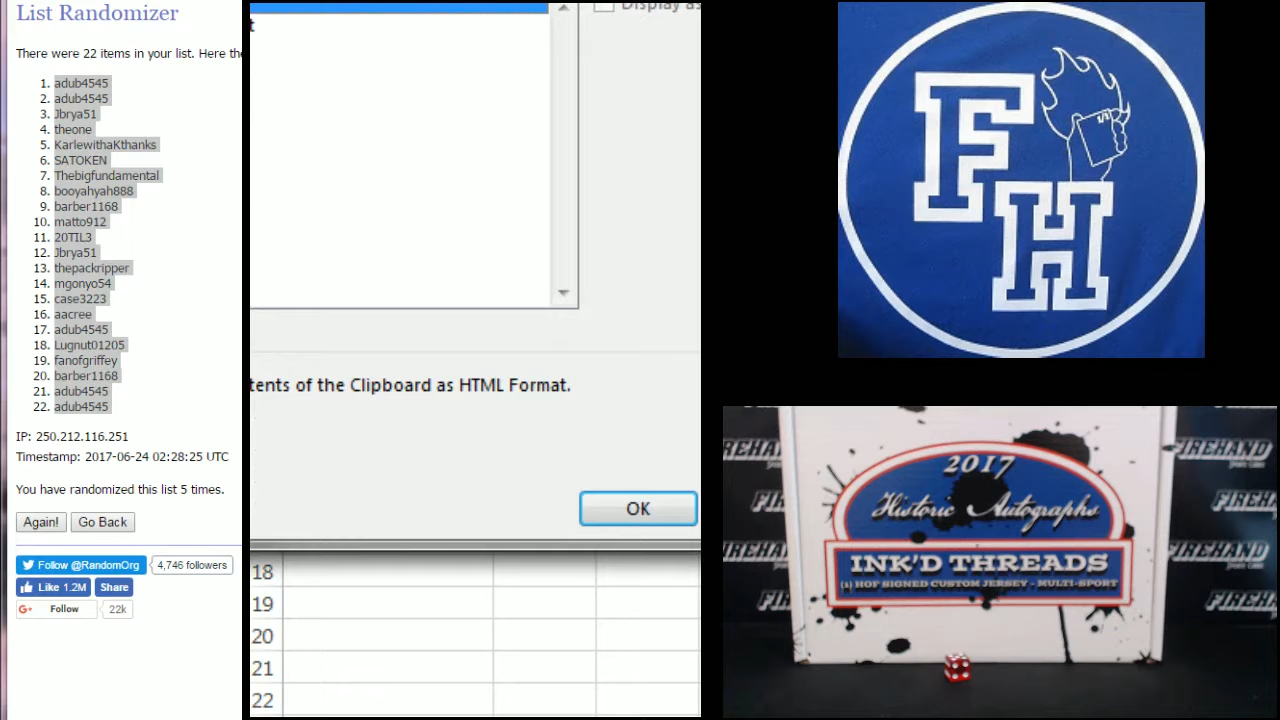 List Randomizer
There were 22 items in your list. Here the
1. adub4545
2. adub4545
3. Jbrya51
4. theone
5. KarlewithaKthanks
6. SATOKEN
7. Thebigfundamental
8. booyahyah888
9. barber1168
10. matto912
11. 20TIL3
12. Jbrya51
13. thepackripper
14. mgonyo54
15. case3223
16. aacree
17. adub4545
18. Lugnut01205
19. fanofgriffey
20. barber1168
21. adub4545
22. adub4545
IP: 250.212.116.251
Timestamp: 2017-06-24 02:28:25 UTC
You have randomized this list 5 times.
Again! Go Back
Follow @RandomOrg 4,746 followers
Like 1.2M Share
G+ Follow 22k
Display as
t
tents of the Clipboard as HTML Format.
OK
18
19
20
21
22
F
1/1
H
2017
Historic Autographs
INK'D THREADS
(1) HOF SIGNED CUSTOM JERSEY - MULTI-SPORT
FIREHAND
FIREHAND